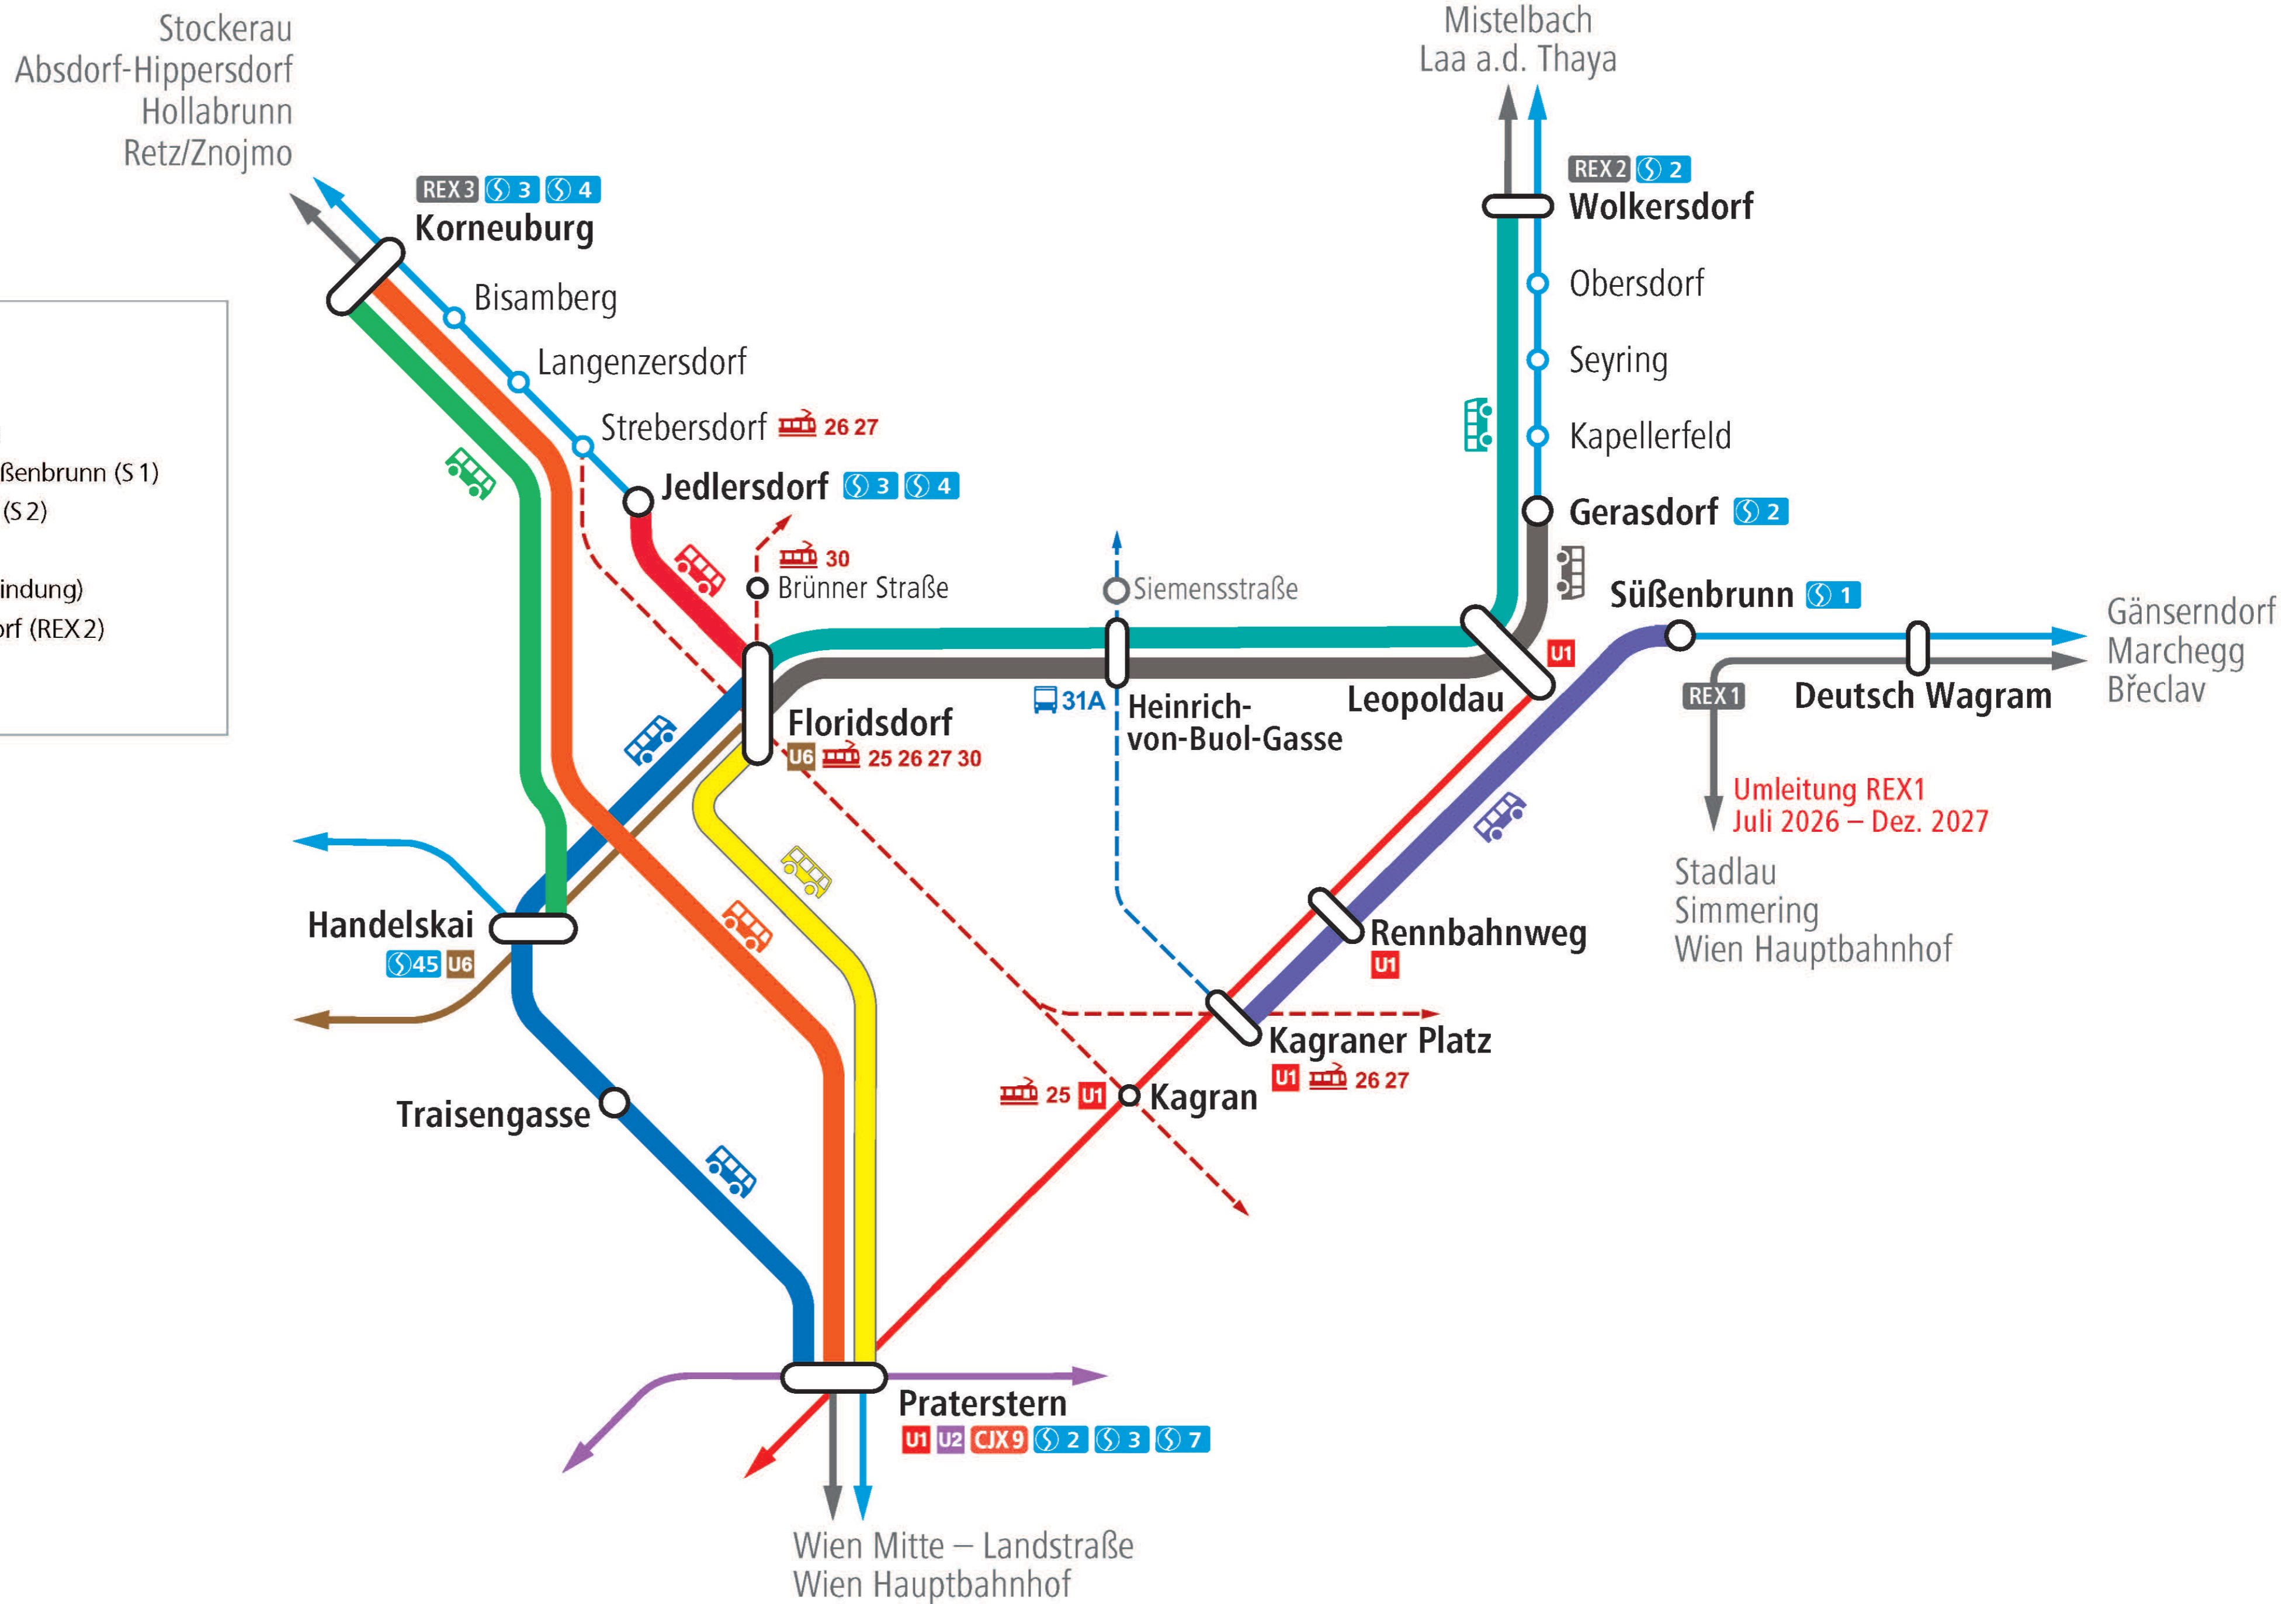 Stockerau
Absdorf-Hippersdorf
Hollabrunn
Retz/Znojmo
Mistelbach
Laa a.d. Thaya
REX 3 S 3 S 4
Korneuburg
REX 2 S 2
Wolkersdorf
Bisamberg
Obersdorf
Langenzersdorf
Seyring
Strebersdorf 26 27
Kapellerfeld
Jedlersdorf S 3 S 4
Gerasdorf S 2
(S 1)
(S 2)
(REX 2)
30
Brünner Straße
Siemensstraße
Süßenbrunn S 1
Gänserndorf
Marchegg
Břeclav
U1
REX 1
Deutsch Wagram
Leopoldau
31A
Heinrich-
von-Buol-Gasse
Floridsdorf
U6 25 26 27 30
Umleitung REX1
Juli 2026 – Dez. 2027
Stadlau
Simmering
Wien Hauptbahnhof
Handelskai
S 45 U6
Rennbahnweg
U1
Kagraner Platz
U1 26 27
25 U1 Kagran
Traisengasse
Praterstern
U1 U2 CJX 9 S 2 S 3 S 7
Wien Mitte – Landstraße
Wien Hauptbahnhof